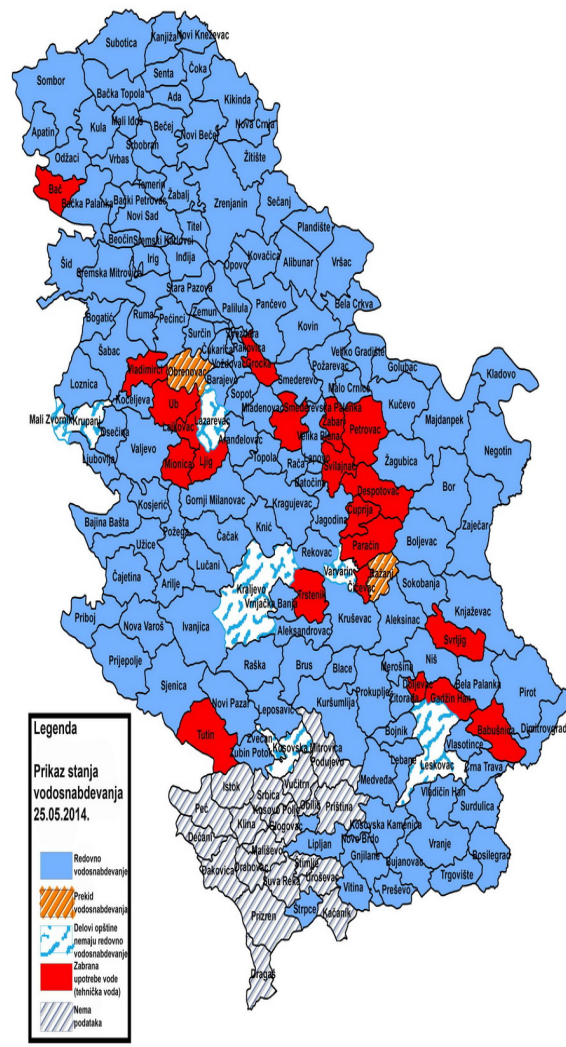 Subotica
Kanjiža
Novi Kneževac
Senta
Čoka
Sombor
Bačka Topola
Ada
Kikinda
Mali Iđoš
Apatin
Kula
Bečej
Novi Bečej
Nova Crnja
Srbobran
Odžaci
Vrbas
Žitište
Bač
Temerin
Bačka Palanka
Bački Petrovac
Žabalj
Zrenjanin
Sečanj
Novi Sad
Titel
Plandište
Beočin
Sremski Karlovci
Šid
Sremska Mitrovica
Irig
Inđija
Opovo
Kovačica
Alibunar
Vršac
Stara Pazova
Bela Crkva
Bogatić
Ruma
Pećinci
Zemun
Palilula
Pančevo
Kovin
Surčin
Šabac
Čukarica
Zvezdara
Rakovica
Voždovac
Grocka
Veliko Gradište
Golubac
Kladovo
Vladimirci
Obrenovac
Barajevo
Smederevo
Požarevac
Malo Crniće
Loznica
Koceljeva
Sopot
Ub
Mladenovac
Smederevska Palanka
Kučevo
Majdanpek
Mali Zvornik
Krupanj
Lazarevac
Žabari
Petrovac
Negotin
Osečina
Lajkovac
Aranđelovac
Velika Plana
Ljubovija
Valjevo
Mionica
Ljig
Topola
Rača
Lapovo
Svilajnac
Žagubica
Batočina
Despotovac
Bor
Kosjerić
Gornji Milanovac
Kragujevac
Ćuprija
Zaječar
Bajina Bašta
Požega
Čačak
Knić
Jagodina
Užice
Rekovac
Paraćin
Boljevac
Lučani
Varvarin
Čajetina
Arilje
Kraljevo
Ražanj
Sokobanja
Trstenik
Ćićevac
Vrnjačka Banja
Knjaževac
Priboj
Nova Varoš
Ivanjica
Aleksandrovac
Kruševac
Aleksinac
Svrljig
Prijepolje
Raška
Brus
Blace
Merošina
Niš
Sjenica
Prokuplje
Doljevac
Bela Palanka
Pirot
Novi Pazar
Leposavić
Kuršumlija
Žitorađa
Gadžin Han
Tutin
Zvečan
Bojnik
Babušnica
Dimitrovgrad
Zubin Potok
Kosovska Mitrovica
Podujevo
Lebane
Leskovac
Vlasotince
Crna Trava
Istok
Vučitrn
Medveđa
Vladičin Han
Peć
Srbica
Obilić
Priština
Surdulica
Klina
Kosovo Polje
Glogovac
Kosovska Kamenica
Dečani
Novo Brdo
Mališevo
Lipljan
Vranje
Bosilegrad
Đakovica
Orahovac
Štimlje
Gnjilane
Bujanovac
Suva Reka
Uroševac
Trgovište
Vitina
Preševo
Prizren
Štrpce
Kačanik
Dragaš
Legenda
Prikaz stanja
vodosnabdevanja
25.05.2014.
Redovno
vodosnabdevanje
Prekid
vodosnabdevanja
Delovi opštine
nemaju redovno
vodosnabdevanje
Zabrana
upotrebe vode
(tehnička voda)
Nema
podataka